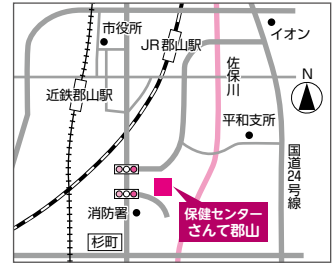 市役所
イオン
JR郡山駅
佐保川
N
近鉄郡山駅
平和支所
国道24号線
消防署
保健センター
さんて郡山
杉町